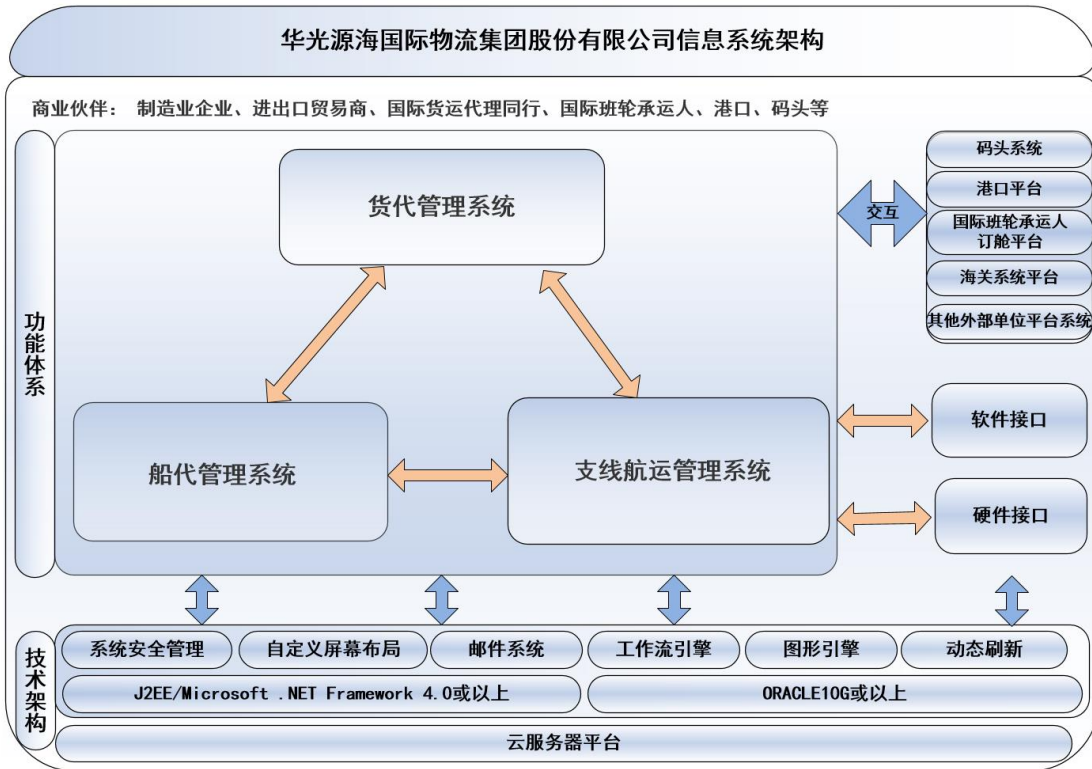 华光源海国际物流集团股份有限公司信息系统架构
商业伙伴： 制造业企业、进出口贸易商、国际货运代理同行、国际班轮承运人、港口、码头等
功能体系
货代管理系统
船代管理系统
支线航运管理系统
交互
码头系统
港口平台
国际班轮承运人
订舱平台
海关系统平台
其他外部单位平台系统
软件接口
硬件接口
技术架构
系统安全管理
自定义屏幕布局
邮件系统
工作流引擎
图形引擎
动态刷新
J2EE/Microsoft .NET Framework 4.0或以上
ORACLE10G或以上
云服务器平台